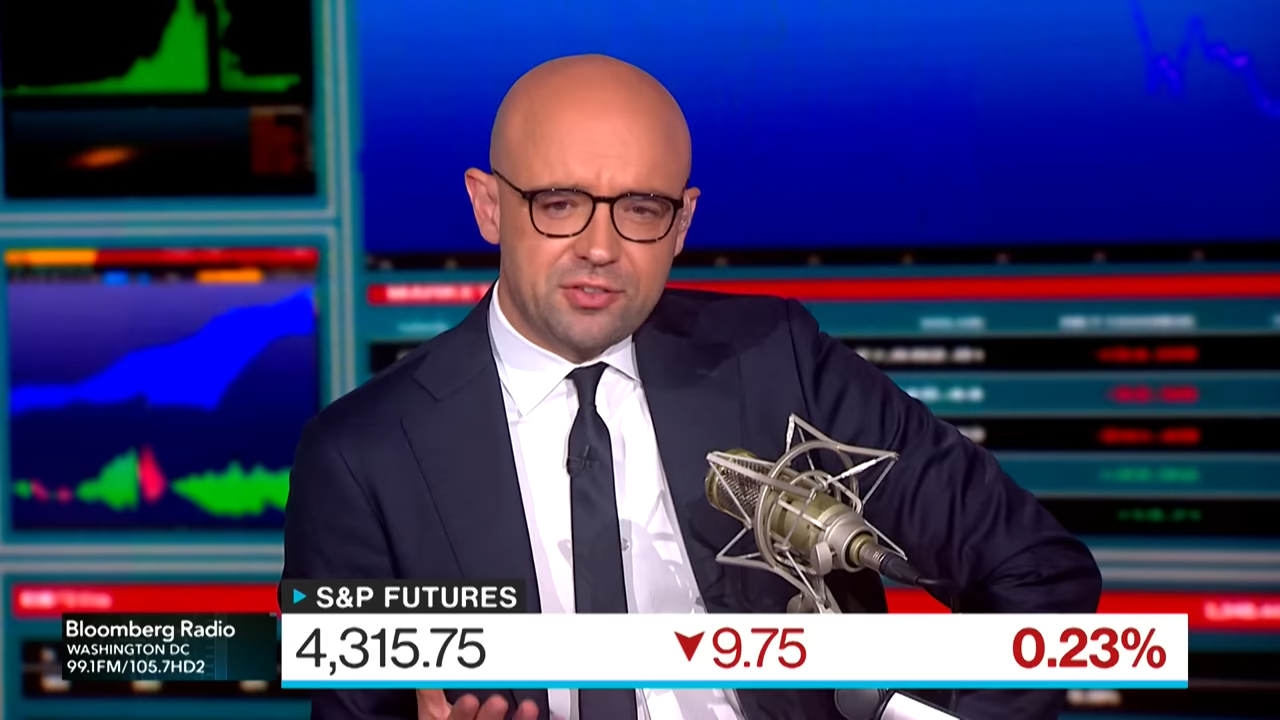 S&P FUTURES
Bloomberg Radio
WASHINGTON DC
99.1FM/105.7HD2
4,315.75 ▼9.75 0.23%